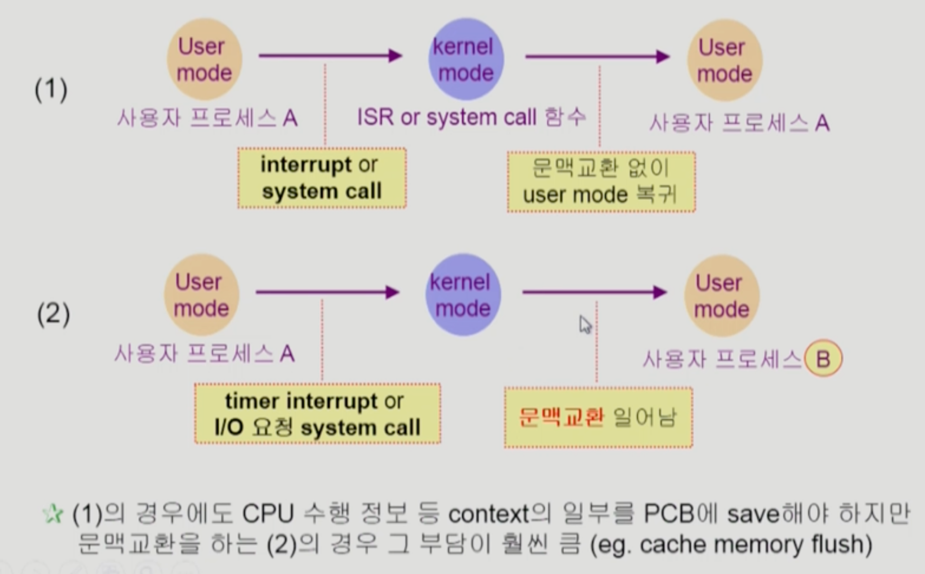 User mode
kernel mode
User mode
(1)
사용자 프로세스 A
ISR or system call 함수
사용자 프로세스 A
interrupt or
system call
문맥교환 없이
user mode 복귀
User mode
kernel mode
User mode
(2)
사용자 프로세스 A
사용자 프로세스 B
timer interrupt or
I/O 요청 system call
문맥교환 일어남
☆ (1)의 경우에도 CPU 수행 정보 등 context의 일부를 PCB에 save해야 하지만
문맥교환을 하는 (2)의 경우 그 부담이 훨씬 큼 (eg. cache memory flush)